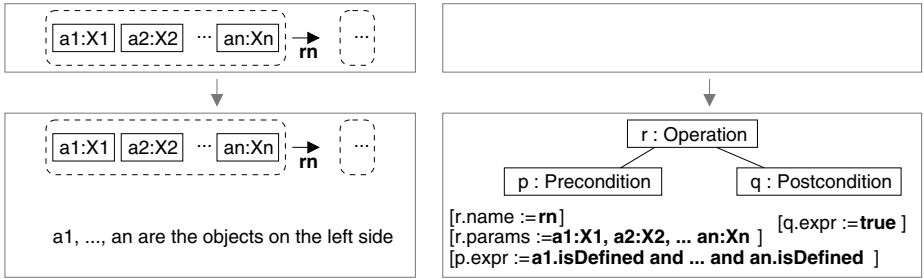 a1:X1 a2:X2 ... an:Xn rn ...
a1:X1 a2:X2 ... an:Xn rn ...
a1, ..., an are the objects on the left side
r : Operation
p : Precondition q : Postcondition
[r.name :=rn] [q.expr :=true ]
[r.params :=a1:X1, a2:X2, ... an:Xn ]
[p.expr :=a1.isDefined and ... and an.isDefined ]